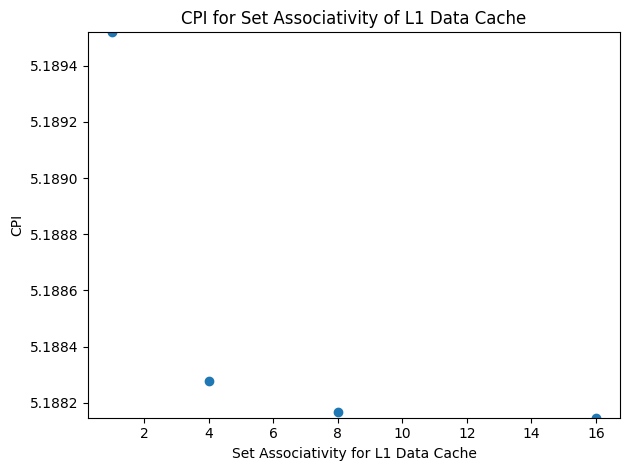 CPI for Set Associativity of L1 Data Cache
5.1894
5.1892
5.1890
5.1888
5.1886
5.1884
5.1882
CPI
2 4 6 8 10 12 14 16
Set Associativity for L1 Data Cache